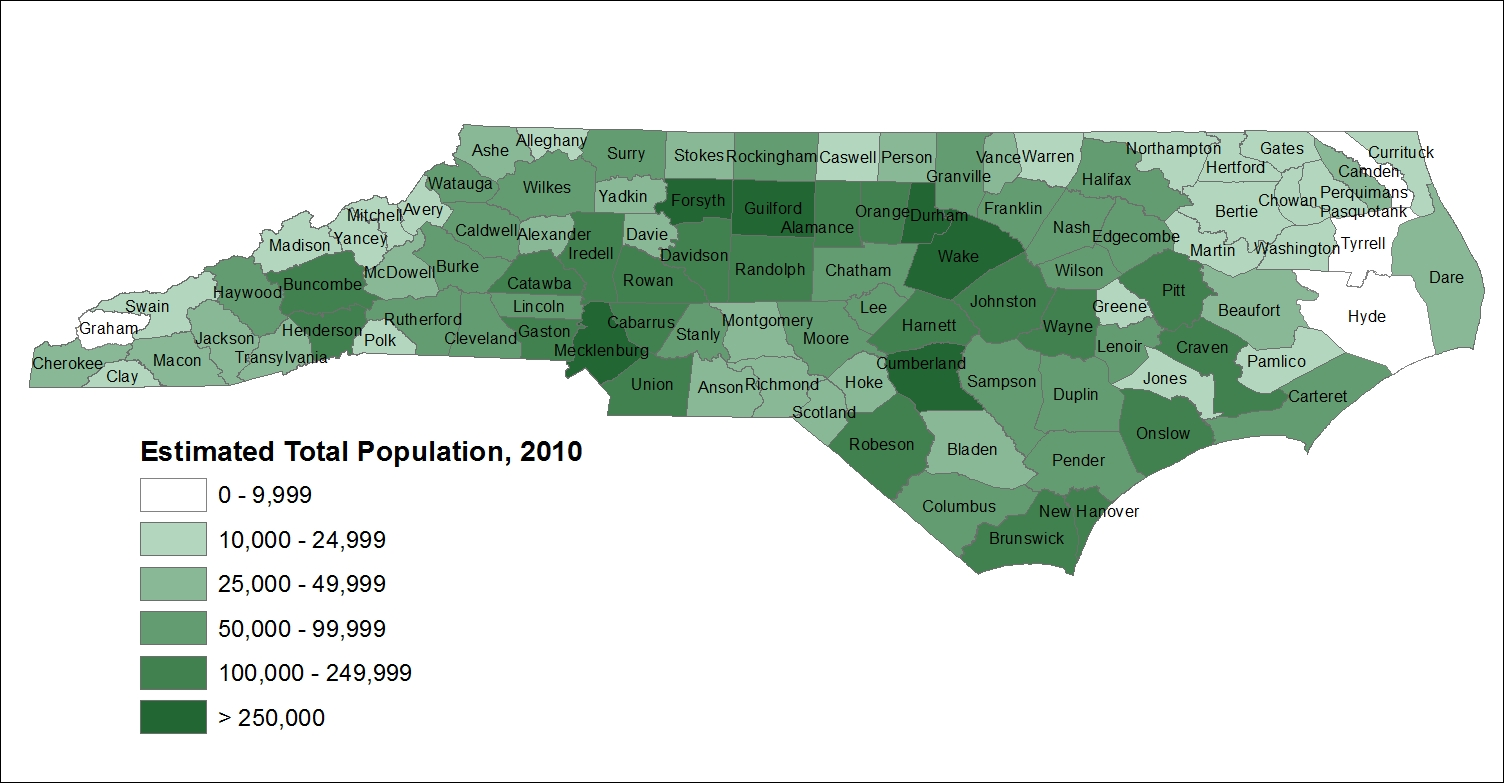 Alleghany
Ashe
Surry
Stokes
Rockingham
Caswell
Person
Vance
Warren
Northampton
Gates
Currituck
Hertford
Camden
Granville
Halifax
Watauga
Wilkes
Yadkin
Forsyth
Guilford
Alamance
Orange
Durham
Franklin
Bertie
Chowan
Perquimans
Pasquotank
Mitchell
Avery
Yancey
Madison
Caldwell
Alexander
Iredell
Davie
Davidson
Randolph
Chatham
Wake
Nash
Edgecombe
Martin
Washington
Tyrrell
Dare
McDowell
Burke
Buncombe
Haywood
Catawba
Rowan
Wilson
Swain
Graham
Jackson
Henderson
Rutherford
Lincoln
Gaston
Cleveland
Polk
Cabarrus
Stanly
Montgomery
Moore
Lee
Harnett
Johnston
Wayne
Greene
Pitt
Beaufort
Hyde
Cherokee
Clay
Macon
Transylvania
Mecklenburg
Union
Anson
Richmond
Hoke
Scotland
Cumberland
Sampson
Lenoir
Craven
Pamlico
Jones
Duplin
Carteret
Onslow
Robeson
Bladen
Pender
Columbus
New Hanover
Brunswick
Estimated Total Population, 2010
0 - 9,999
10,000 - 24,999
25,000 - 49,999
50,000 - 99,999
100,000 - 249,999
> 250,000